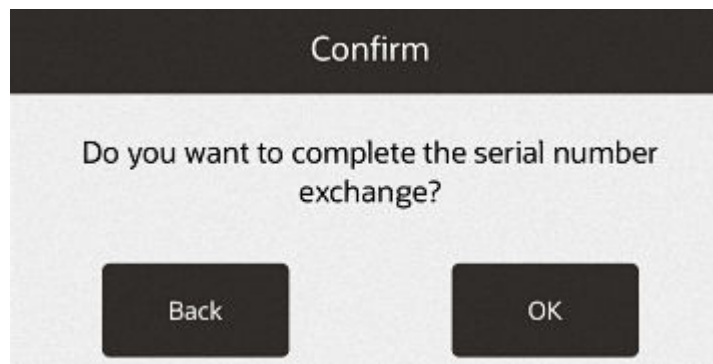 Confirm
Do you want to complete the serial number
exchange?
Back
OK